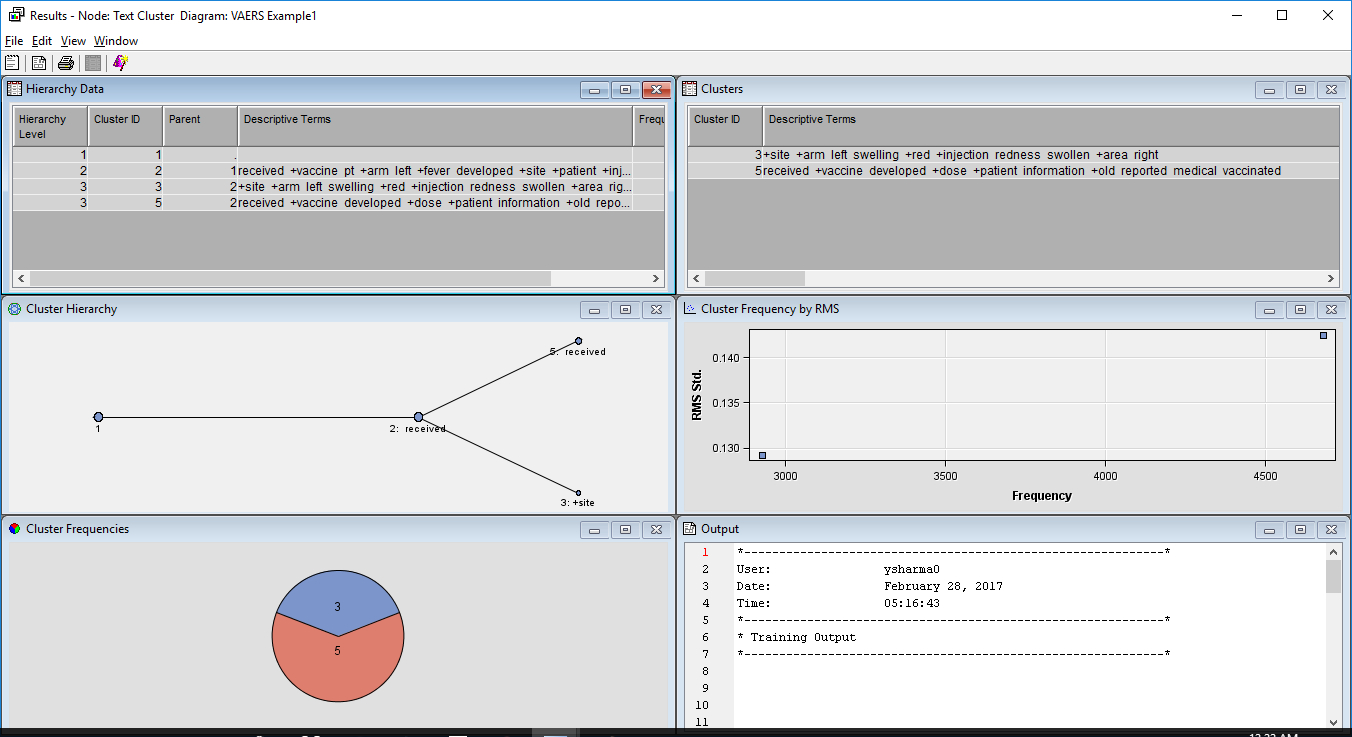 Results - Node: Text Cluster Diagram: VAERS Example1
File Edit View Window
Hierarchy Data
Hierarchy Level Cluster ID Parent Descriptive Terms Frequ
1 1 .
2 2 1 received +vaccine pt +arm left +fever developed +site +patient +inj...
3 3 2 +site +arm left swelling +red +injection redness swollen +area rig...
3 5 2 received +vaccine developed +dose +patient information +old repo...
Clusters
Cluster ID Descriptive Terms
3 +site +arm left swelling +red +injection redness swollen +area right
5 received +vaccine developed +dose +patient information +old reported medical vaccinated
Cluster Hierarchy
5: received
1
2: received
3: +site
Cluster Frequency by RMS
RMS Std.
0.140
0.135
0.130
3000 3500 4000 4500
Frequency
Cluster Frequencies
3
5
Output
1 *------------------------------------------------------------*
2 User: ysharma0
3 Date: February 28, 2017
4 Time: 05:16:43
5 *------------------------------------------------------------*
6 * Training Output
7 *------------------------------------------------------------*
8
9
10
11